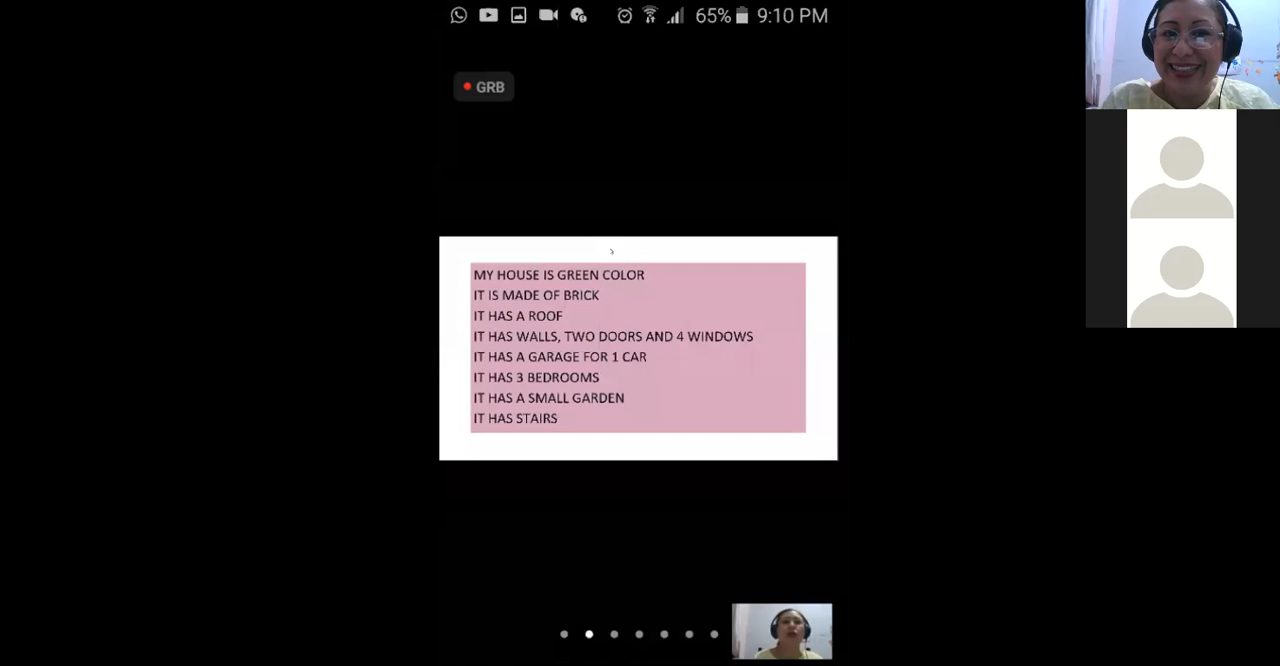 65% 9:10 PM
GRB
MY HOUSE IS GREEN COLOR
IT IS MADE OF BRICK
IT HAS A ROOF
IT HAS WALLS, TWO DOORS AND 4 WINDOWS
IT HAS A GARAGE FOR 1 CAR
IT HAS 3 BEDROOMS
IT HAS A SMALL GARDEN
IT HAS STAIRS